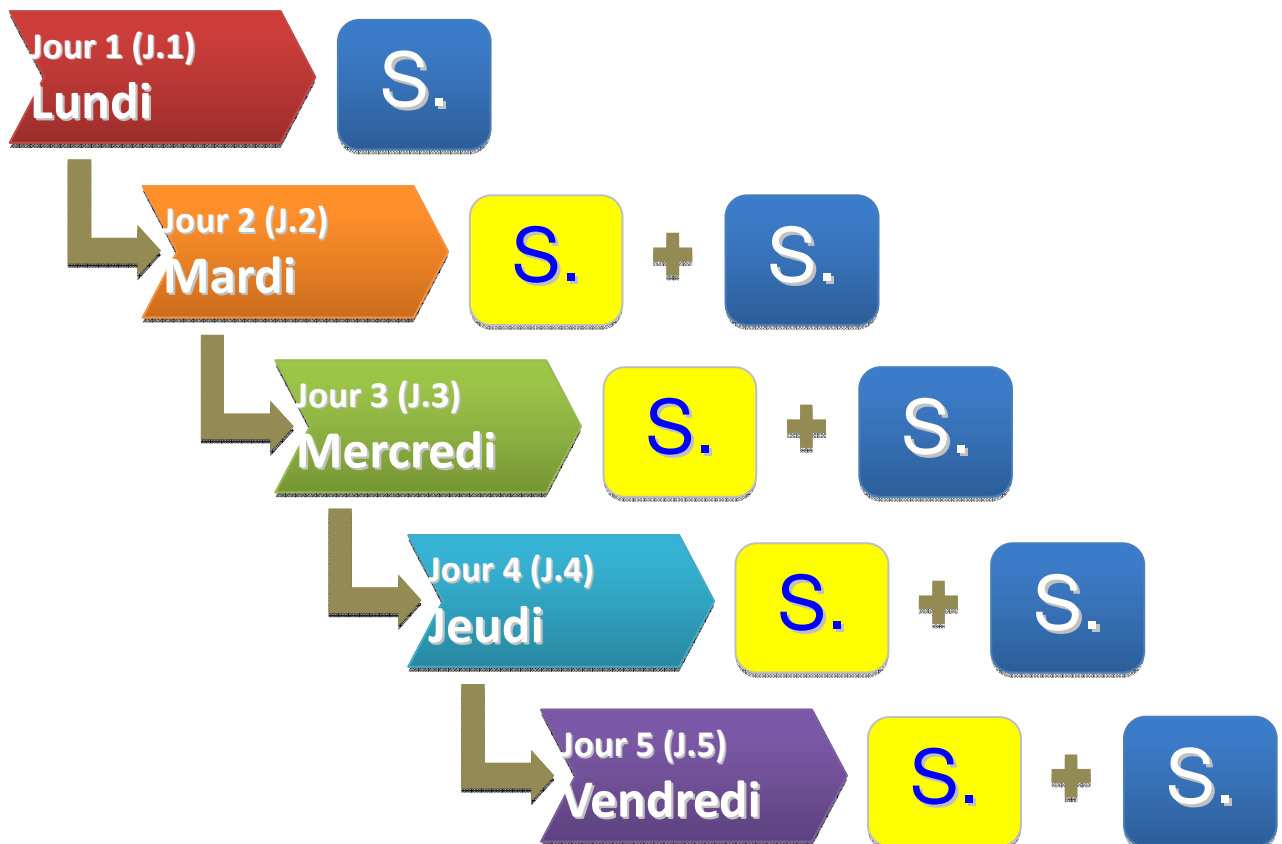 Jour 1 (J.1)
Lundi
S.
Jour 2 (J.2)
Mardi
S.
S.
Jour 3 (J.3)
Mercredi
S.
S.
Jour 4 (J.4)
Jeudi
S.
S.
Jour 5 (J.5)
Vendredi
S.
S.